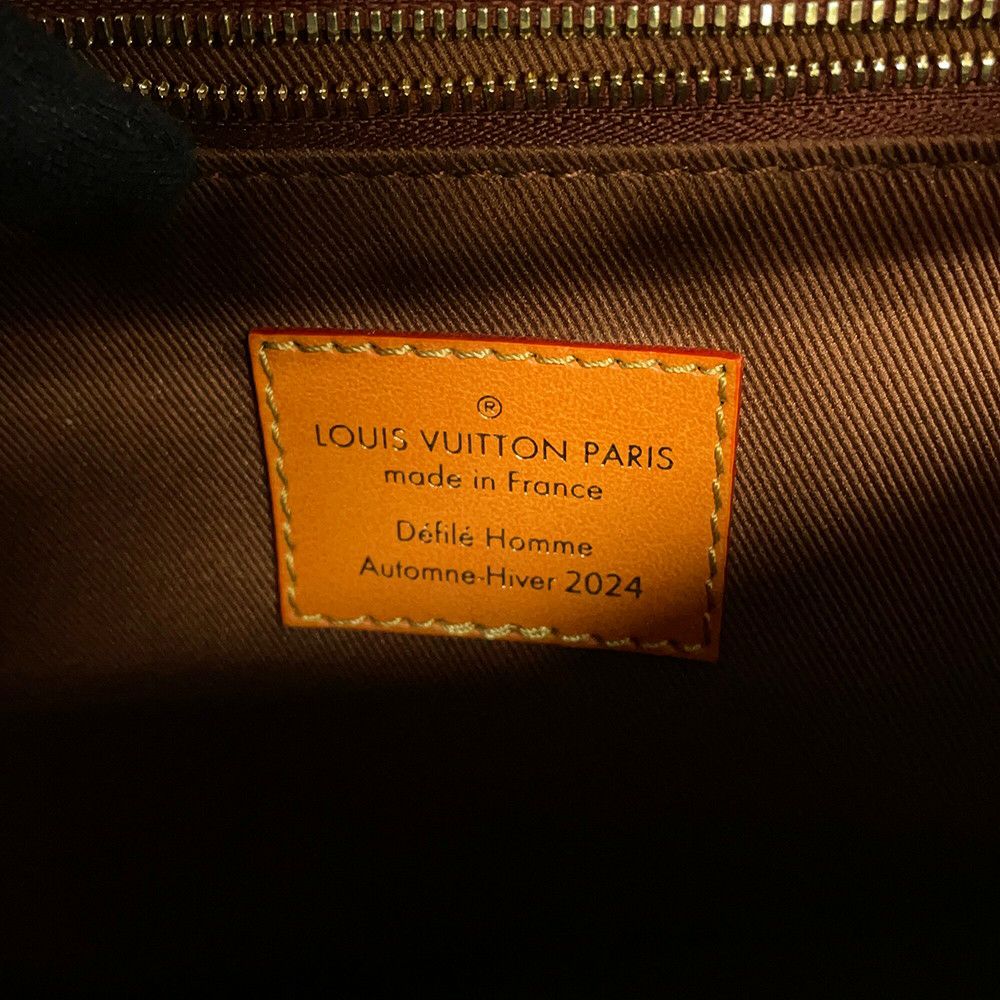 ®
LOUIS VUITTON PARIS
made in France
Défilé Homme
Automne-Hiver 2024